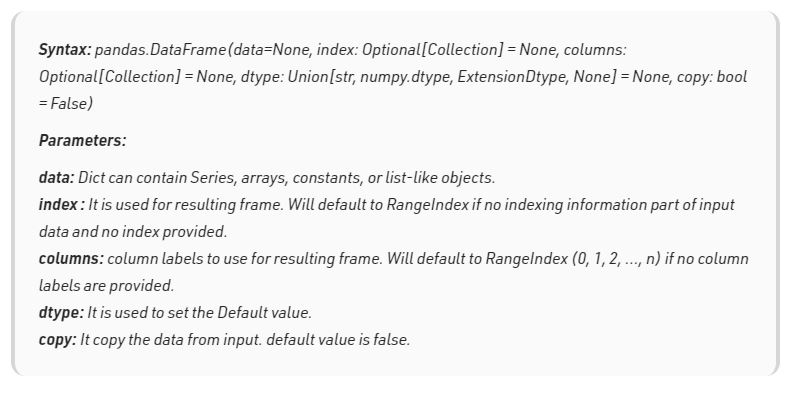 Syntax: pandas.DataFrame(data=None, index: Optional[Collection] = None, columns:
Optional[Collection] = None, dtype: Union[str, numpy.dtype, ExtensionDtype, None] = None, copy: bool
= False)
Parameters:
data: Dict can contain Series, arrays, constants, or list-like objects.
index : It is used for resulting frame. Will default to RangeIndex if no indexing information part of input
data and no index provided.
columns: column labels to use for resulting frame. Will default to RangeIndex (0, 1, 2, …, n) if no column
labels are provided.
dtype: It is used to set the Default value.
copy: It copy the data from input. default value is false.